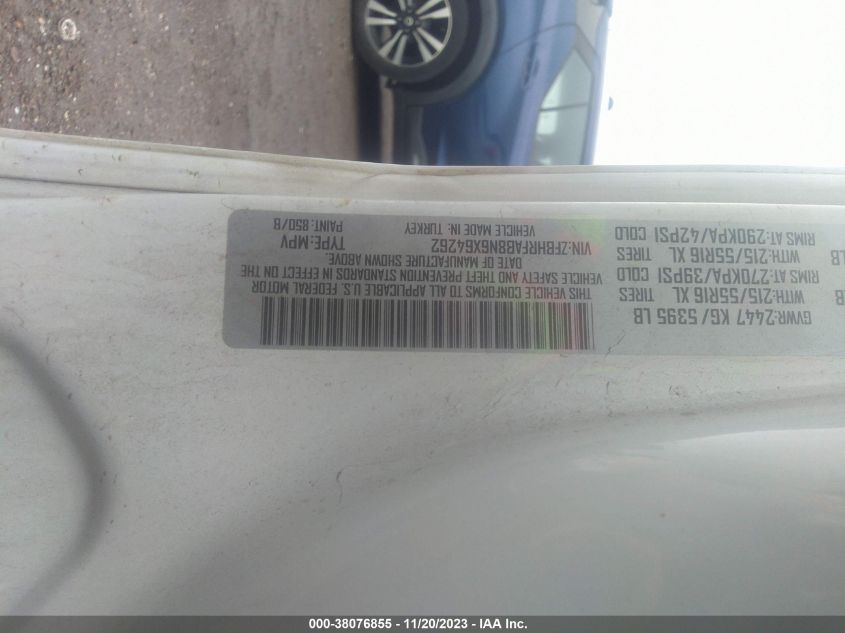 GVWR:2447 KG/ 5395 LB
WITH:215/55R16 XL TIRES
RIMS AT:270KPA/39PSI COLD
WITH:215/55R16 XL TIRES
RIMS AT:290KPA/42PSI COLD
THIS VEHICLE CONFORMS TO ALL APPLICABLE U.S. FEDERAL MOTOR
VEHICLE SAFETY AND THEFT PREVENTION STANDARDS IN EFFECT ON THE
DATE OF MANUFACTURE SHOWN ABOVE.
VIN:ZFBHRFAB8N6X64262 TYPE:MPV
VEHICLE MADE IN: TURKEY PAINT:850/B
000-38076855 - 11/20/2023 - IAA Inc.